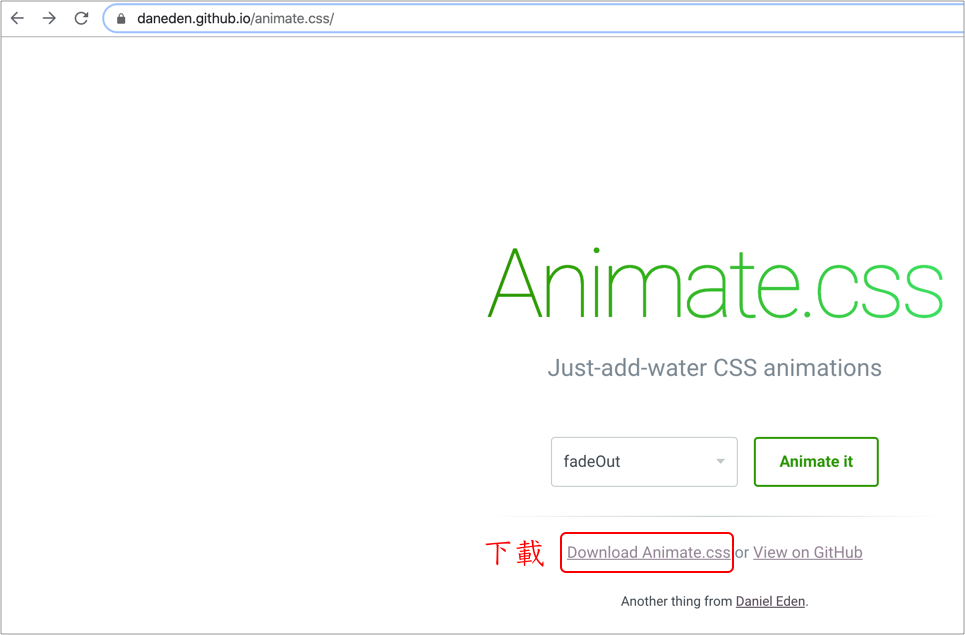 daneden.github.io/animate.css/
Animate.css
Just-add-water CSS animations
fadeOut
Animate it
下載 Download Animate.css or View on GitHub
Another thing from Daniel Eden.